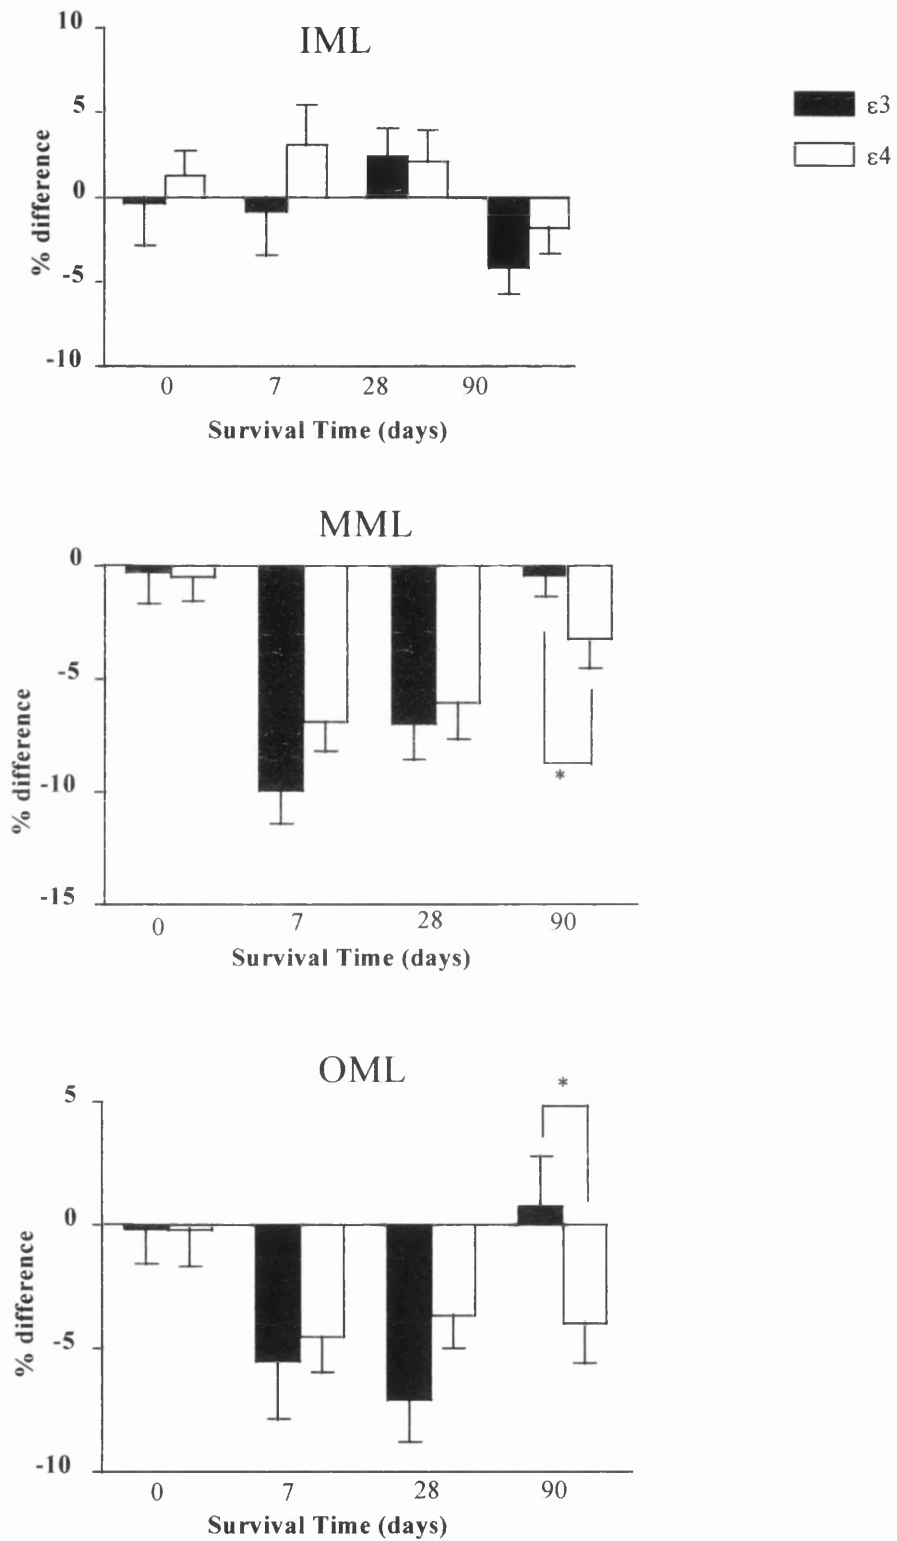 IML
10
5
0
-5
-10
% difference
0 7 28 90
Survival Time (days)
ε3
ε4
MML
0
-5
-10
-15
% difference
*
0 7 28 90
Survival Time (days)
OML
5
0
-5
-10
% difference
*
0 7 28 90
Survival Time (days)